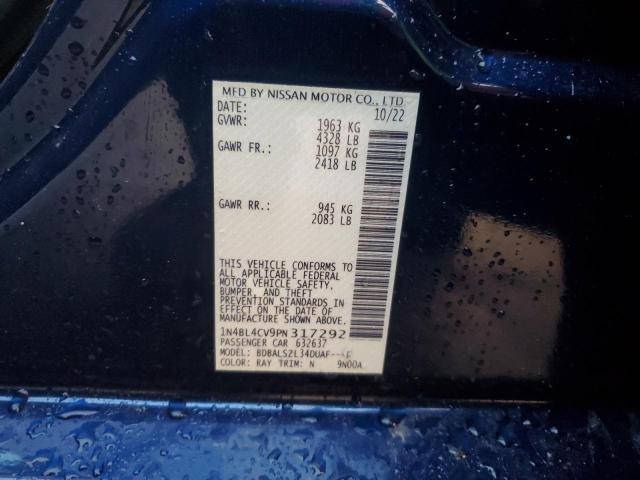 MFD BY NISSAN MOTOR CO., LTD
DATE: 10/22
GVWR: 1963 KG
4328 LB
GAWR FR.: 1097 KG
2418 LB
GAWR RR.: 945 KG
2083 LB
THIS VEHICLE CONFORMS TO
ALL APPLICABLE FEDERAL
MOTOR VEHICLE SAFETY,
BUMPER, AND THEFT
PREVENTION STANDARDS IN
EFFECT ON THE DATE OF
MANUFACTURE SHOWN ABOVE.
1N4BL4CV9PN317292
PASSENGER CAR 632637
MODEL:
COLOR: RAY TRIM: N 9N00A